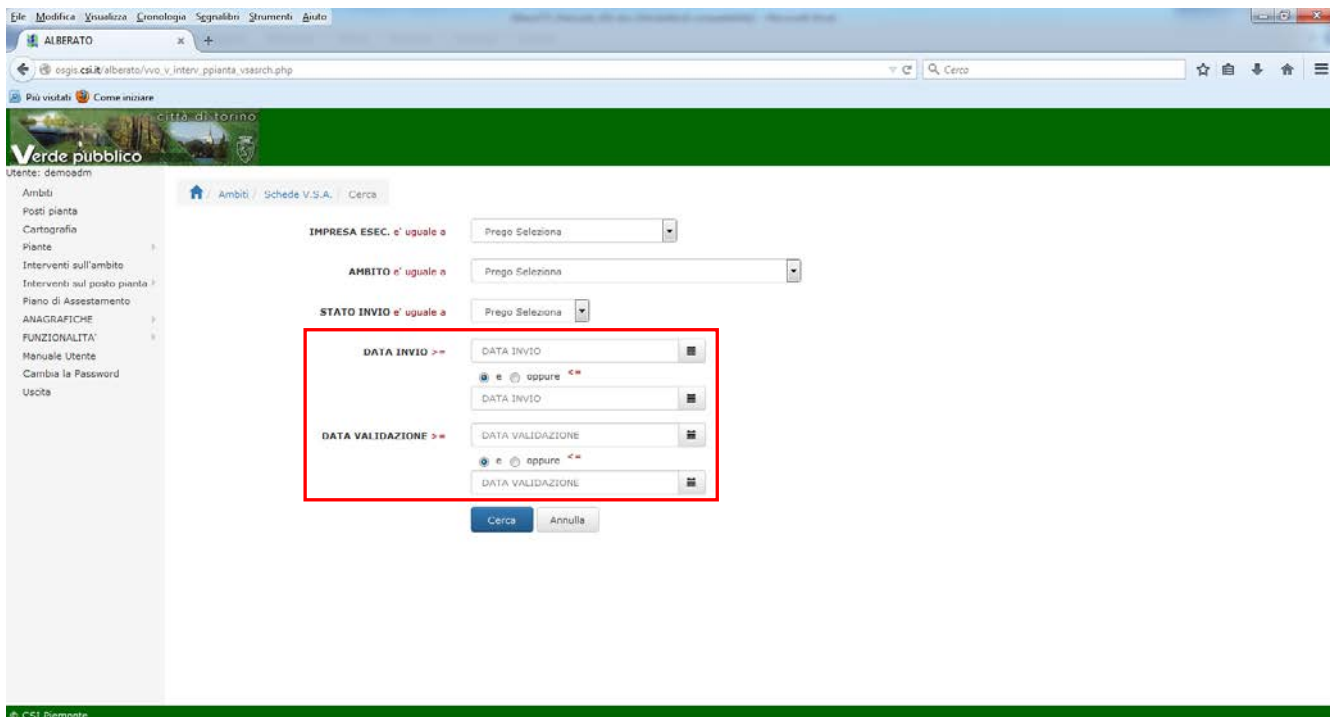 File Modifica Visualizza Cronologia Segnalibri Strumenti Aiuto
ALBERATO × +
osgis.csi.it/alberato/vvo_v_interv_ppianta_vsasrch.php
Cerca
Più visitati Come iniziare
città di torino
Verde pubblico
Utente: demoadm
Ambiti
Posti pianta
Cartografia
Piante
Interventi sull'ambito
Interventi sul posto pianta
Piano di Assestamento
ANAGRAFICHE
FUNZIONALITA'
Manuale Utente
Cambia la Password
Uscita
/ Ambiti / Schede V.S.A. / Cerca
IMPRESA ESEC. e' uguale a Prego Seleziona
AMBITO e' uguale a Prego Seleziona
STATO INVIO e' uguale a Prego Seleziona
DATA INVIO >= DATA INVIO
e oppure <=
DATA INVIO
DATA VALIDAZIONE >= DATA VALIDAZIONE
e oppure <=
DATA VALIDAZIONE
Cerca Annulla
© CSI Piemonte